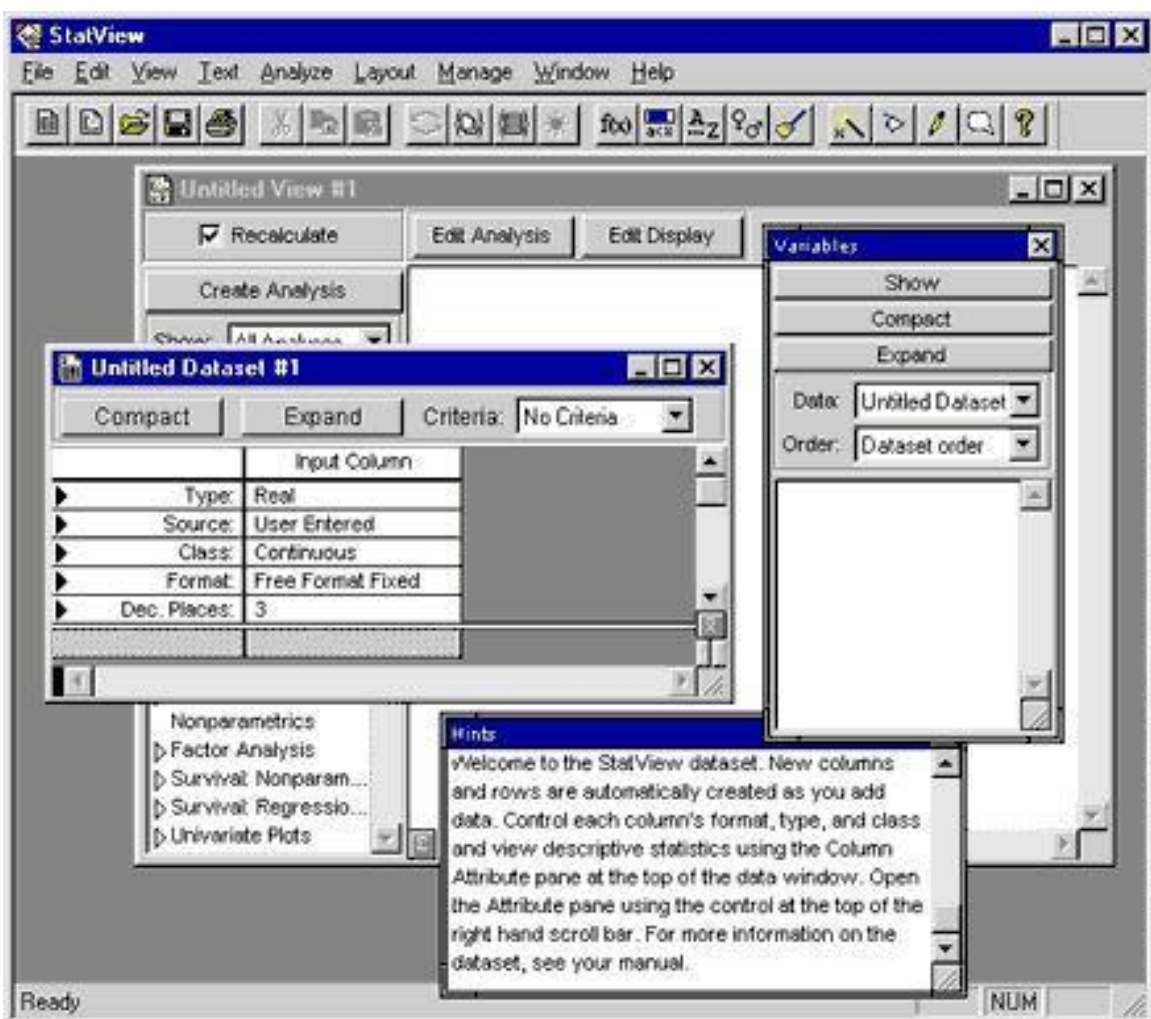 StatView
File Edit View Text Analyze Layout Manage Window Help
Untitled View #1
Recalculate
Edit Analysis
Edit Display
Create Analysis
Show: All Analyses
Variables
Show
Compact
Expand
Data: Untitled Dataset
Order: Dataset order
Untitled Dataset #1
Compact
Expand
Criteria: No Criteria
Input Column
Type: Real
Source: User Entered
Class: Continuous
Format: Free Format Fixed
Dec. Places: 3
Nonparametrics
Factor Analysis
Survival: Nonparam...
Survival: Regressio...
Univariate Plots
Hints
Welcome to the StatView dataset. New columns
and rows are automatically created as you add
data. Control each column's format, type, and class
and view descriptive statistics using the Column
Attribute pane at the top of the data window. Open
the Attribute pane using the control at the top of the
right hand scroll bar. For more information on the
dataset, see your manual.
Ready
NUM